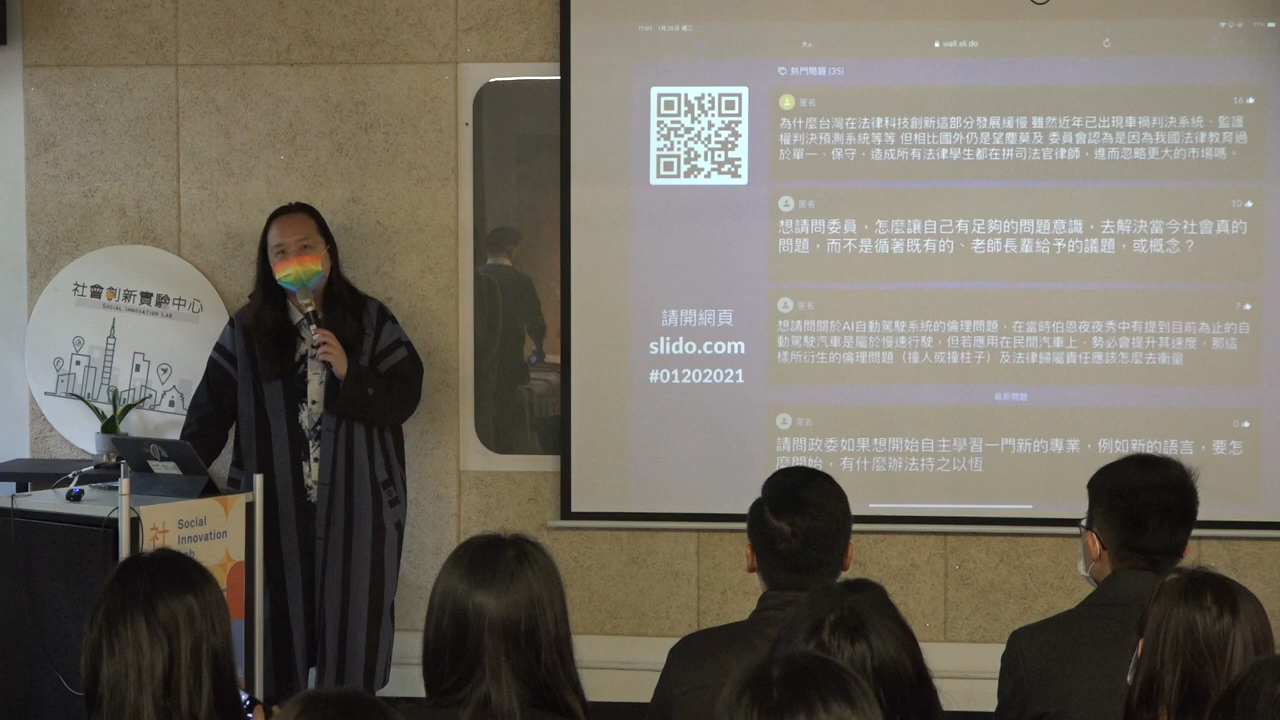 社會創新實驗中心
SOCIAL INNOVATION LAB
社
Social
Innovation
11:03 1月20日 週三
77%
wall.sli.do
熱門問題 (35)
匿名
16
為什麼台灣在法律科技創新這部分發展緩慢 雖然近年已出現車禍判決系統、監護
權判決預測系統等等 但相比國外仍是望塵莫及 委員會認為是因為我國法律教育過
於單一、保守,造成所有法律學生都在拼司法官律師,進而忽略更大的市場嗎。
匿名
10
想請問委員,怎麼讓自己有足夠的問題意識,去解決當今社會真的
問題,而不是循著既有的、老師長輩給予的議題,或概念?
匿名
7
想請問關於AI自動駕駛系統的倫理問題,在當時伯恩夜夜秀中有提到目前為止的自
動駕駛汽車是屬於慢速行駛,但若應用在民間汽車上,勢必會提升其速度,那這
樣所衍生的倫理問題(撞人或撞柱子)及法律歸屬責任應該怎麼去衡量
最新問題
匿名
0
請問政委如果想開始自主學習一門新的專業,例如新的語言,要怎
麼開始,有什麼辦法持之以恆
請開網頁
slido.com
#01202021